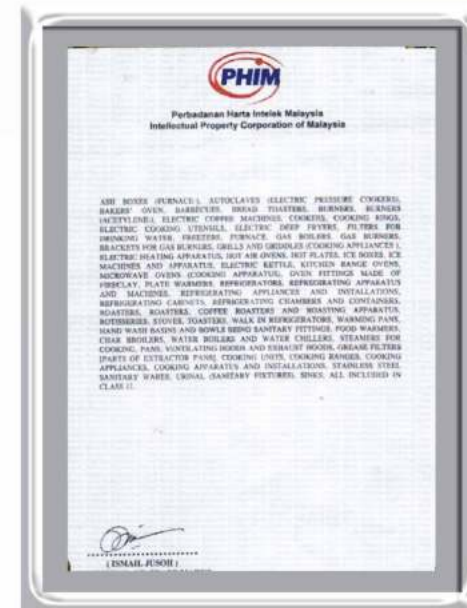 PHIM
Perbadanan Harta Intelek Malaysia
Intellectual Property Corporation of Malaysia
ASH BOXES (FURNACE-), AUTOCLAVES (ELECTRIC PRESSURE COOKERS),
BAKERS' OVEN, BARBECUES, BREAD TOASTERS, BURNERS, BURNERS
(ACETYLENE-), ELECTRIC COFFEE MACHINES, COOKERS, COOKING RINGS,
ELECTRIC COOKING UTENSILS, ELECTRIC DEEP FRYERS, FILTERS FOR
DRINKING WATER, FREEZERS, FURNACE, GAS BOILERS, GAS BURNERS,
BRACKETS FOR GAS BURNERS, GRILLS AND GRIDDLES (COOKING APPLIANCES ),
ELECTRIC HEATING APPARATUS, HOT AIR OVENS, HOT PLATES, ICE BOXES, ICE
MACHINES AND APPARATUS, ELECTRIC KETTLE, KITCHEN RANGE OVENS,
MICROWAVE OVENS (COOKING APPARATUS), OVEN FITTINGS MADE OF
FIRECLAY, PLATE WARMERS, REFRIGERATORS, REFRIGERATING APPARATUS
AND MACHINES, REFRIGERATING APPLIANCES AND INSTALLATIONS,
REFRIGERATING CABINETS, REFRIGERATING CHAMBERS AND CONTAINERS,
ROASTERS, ROASTERS, COFFEE ROASTERS AND ROASTING APPARATUS,
ROTISSERIES, STOVES, TOASTERS, WALK IN REFRIGERATORS, WARMING PANS,
HAND WASH BASINS AND BOWLS BEING SANITARY FITTINGS, FOOD WARMERS,
CHAR BROILERS, WATER BOILERS AND WATER CHILLERS, STEAMERS FOR
COOKING, PANS, VENTILATING HOODS AND EXHAUST HOODS, GREASE FILTERS
[PARTS OF EXTRACTOR PANS], COOKING UNITS, COOKING RANGES, COOKING
APPLIANCES, COOKING APPARATUS AND INSTALLATIONS, STAINLESS STEEL
SANITARY WARES, URINAL (SANITARY FIXTURES), SINKS, ALL INCLUDED IN
CLASS 11.
( ISMAIL JUSOH )